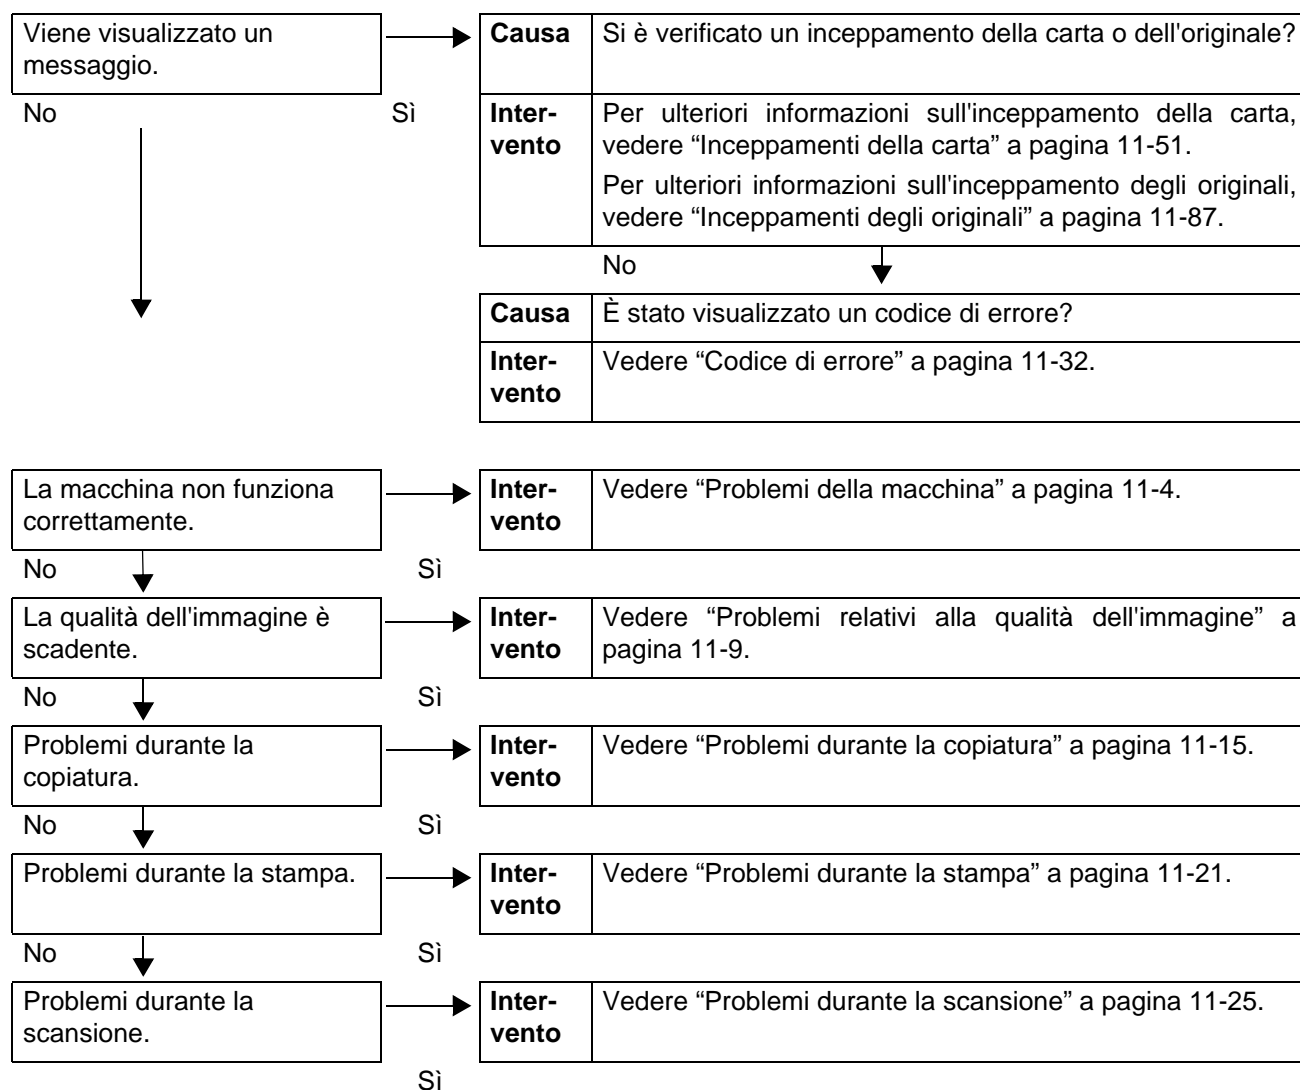 Viene visualizzato un
messaggio.
Causa
Si è verificato un inceppamento della carta o dell'originale?
No
Sì
Inter-
vento
Per ulteriori informazioni sull'inceppamento della carta,
vedere “Inceppamenti della carta” a pagina 11-51.
Per ulteriori informazioni sull'inceppamento degli originali,
vedere “Inceppamenti degli originali” a pagina 11-87.
No
Causa
È stato visualizzato un codice di errore?
Inter-
vento
Vedere “Codice di errore” a pagina 11-32.
La macchina non funziona
correttamente.
Inter-
vento
Vedere “Problemi della macchina” a pagina 11-4.
No
Sì
La qualità dell'immagine è
scadente.
Inter-
vento
Vedere “Problemi relativi alla qualità dell'immagine” a
pagina 11-9.
No
Sì
Problemi durante la
copiatura.
Inter-
vento
Vedere “Problemi durante la copiatura” a pagina 11-15.
No
Sì
Problemi durante la stampa.
Inter-
vento
Vedere “Problemi durante la stampa” a pagina 11-21.
No
Sì
Problemi durante la
scansione.
Inter-
vento
Vedere “Problemi durante la scansione” a pagina 11-25.
Sì